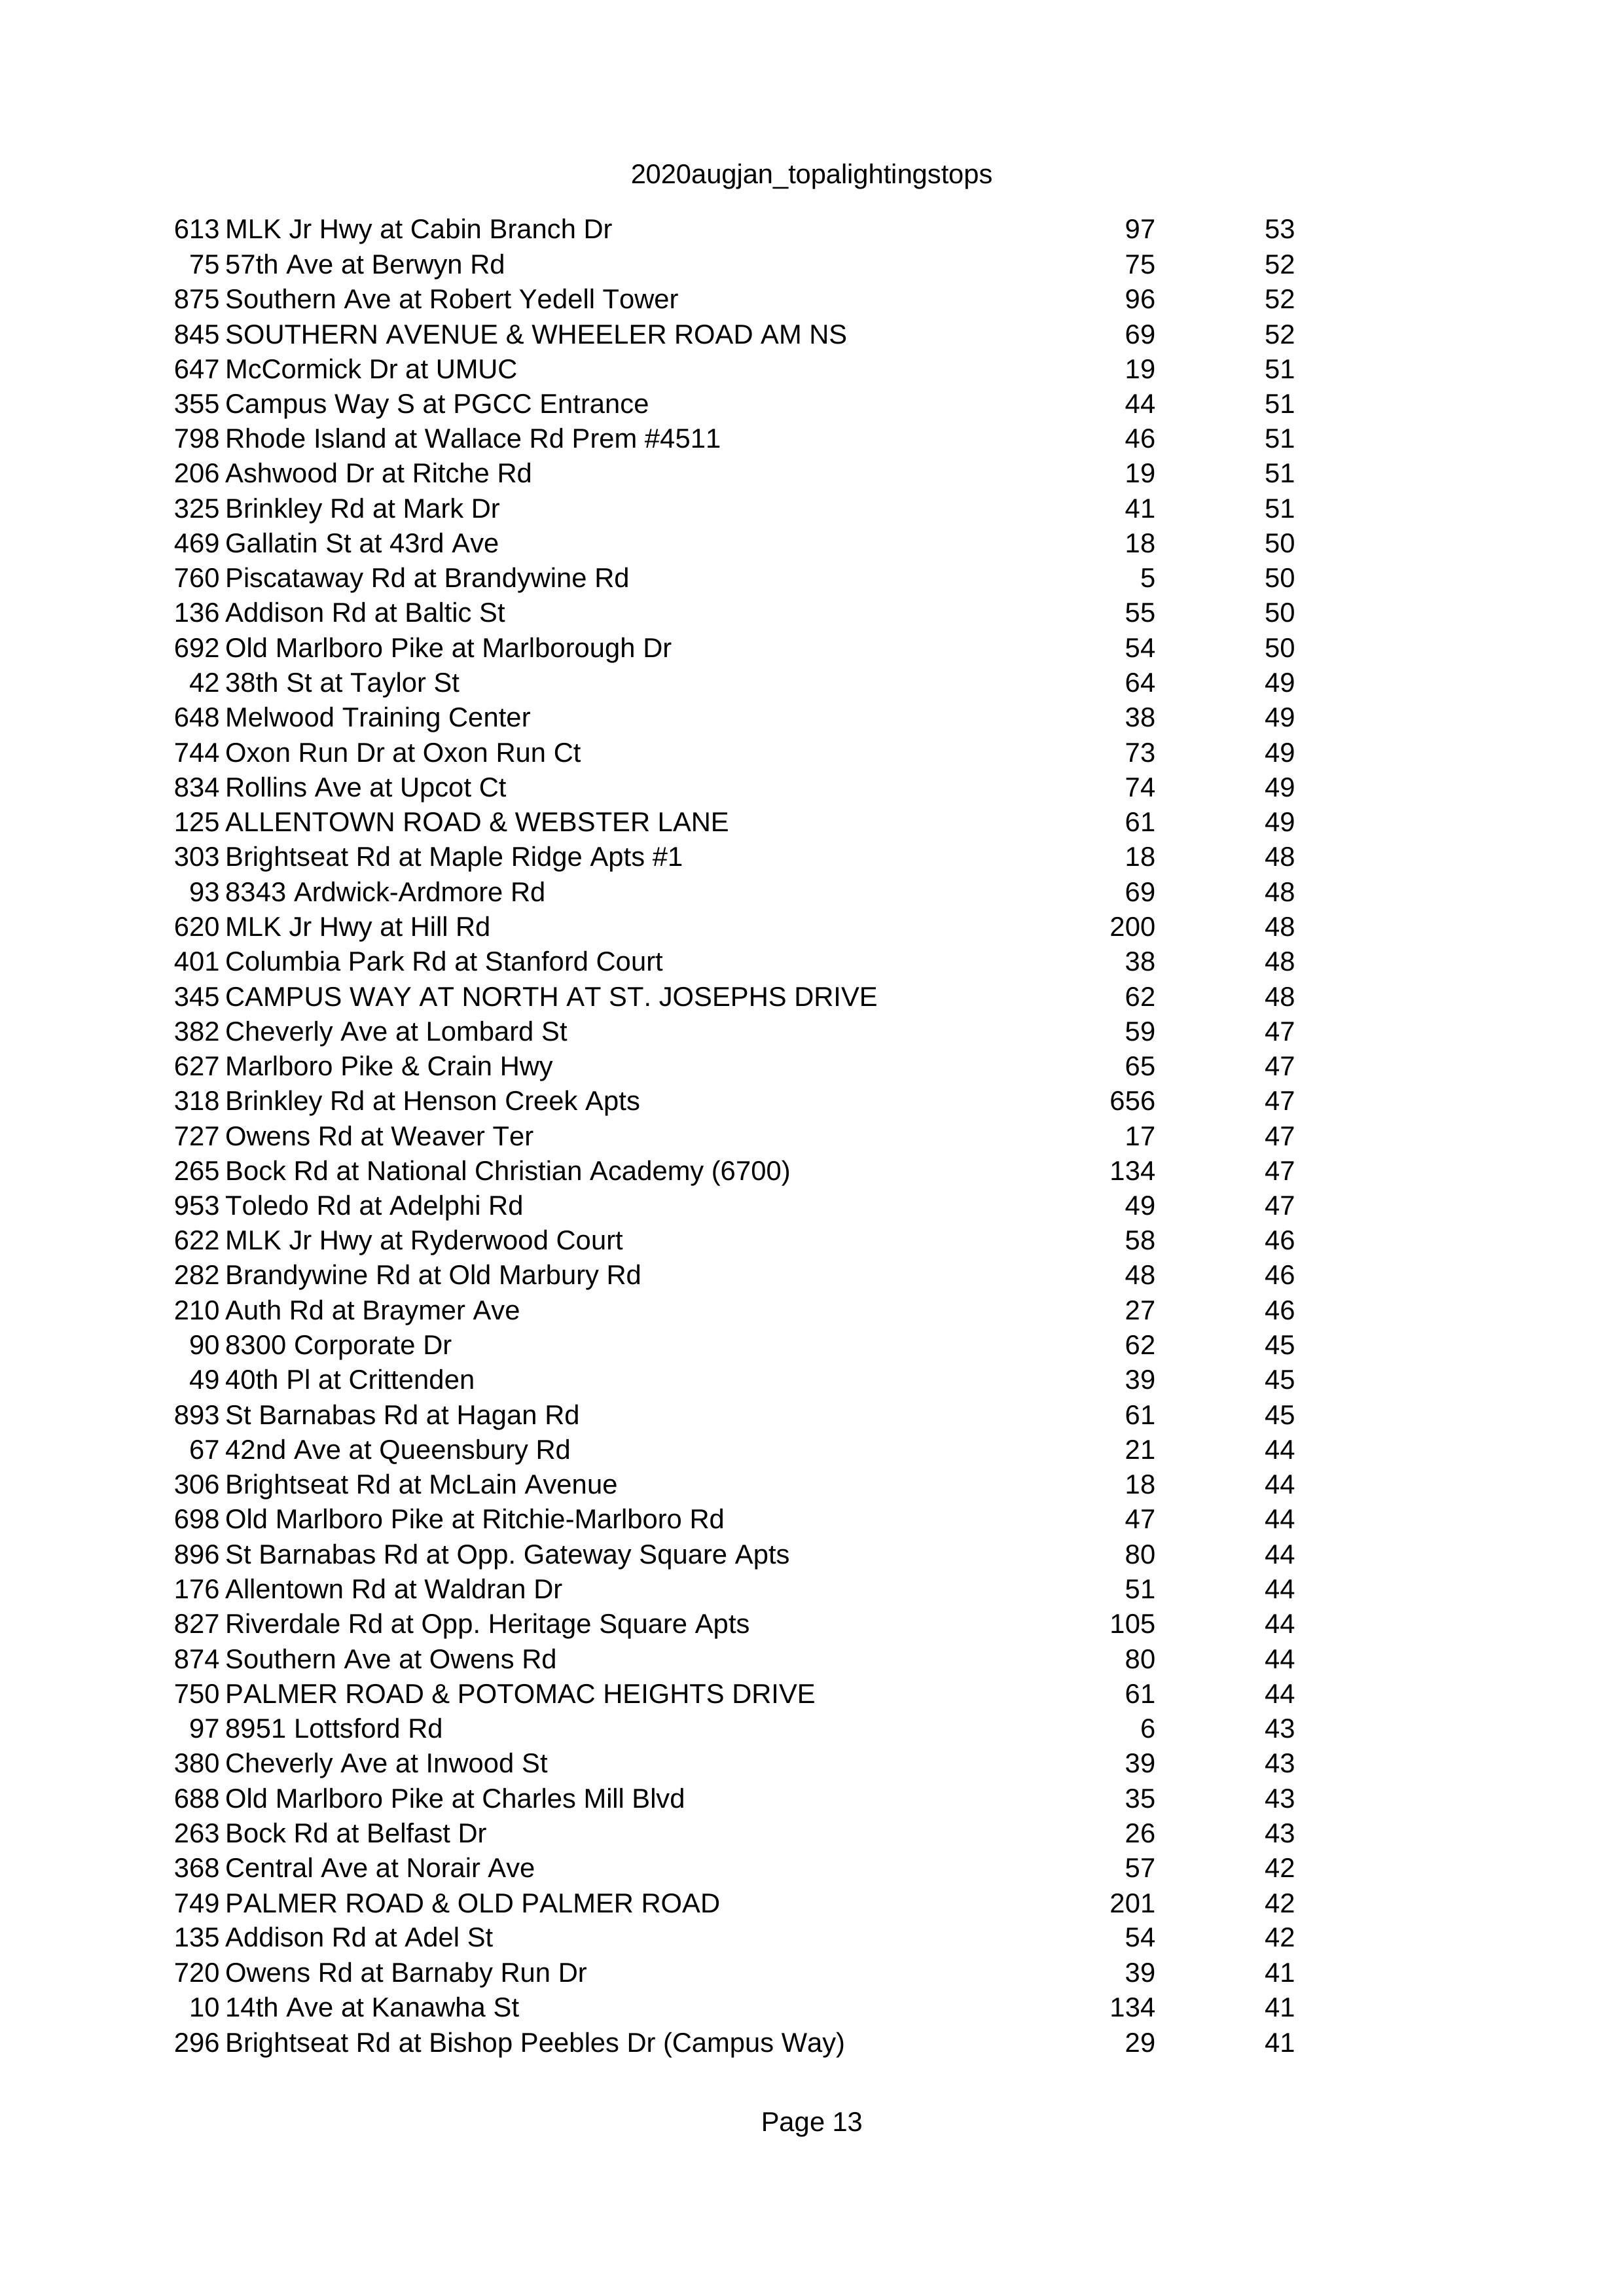 2020augjan_topalightingstops
613 MLK Jr Hwy at Cabin Branch Dr 97 53
75 57th Ave at Berwyn Rd 75 52
875 Southern Ave at Robert Yedell Tower 96 52
845 SOUTHERN AVENUE & WHEELER ROAD AM NS 69 52
647 McCormick Dr at UMUC 19 51
355 Campus Way S at PGCC Entrance 44 51
798 Rhode Island at Wallace Rd Prem #4511 46 51
206 Ashwood Dr at Ritche Rd 19 51
325 Brinkley Rd at Mark Dr 41 51
469 Gallatin St at 43rd Ave 18 50
760 Piscataway Rd at Brandywine Rd 5 50
136 Addison Rd at Baltic St 55 50
692 Old Marlboro Pike at Marlborough Dr 54 50
42 38th St at Taylor St 64 49
648 Melwood Training Center 38 49
744 Oxon Run Dr at Oxon Run Ct 73 49
834 Rollins Ave at Upcot Ct 74 49
125 ALLENTOWN ROAD & WEBSTER LANE 61 49
303 Brightseat Rd at Maple Ridge Apts #1 18 48
93 8343 Ardwick-Ardmore Rd 69 48
620 MLK Jr Hwy at Hill Rd 200 48
401 Columbia Park Rd at Stanford Court 38 48
345 CAMPUS WAY AT NORTH AT ST. JOSEPHS DRIVE 62 48
382 Cheverly Ave at Lombard St 59 47
627 Marlboro Pike & Crain Hwy 65 47
318 Brinkley Rd at Henson Creek Apts 656 47
727 Owens Rd at Weaver Ter 17 47
265 Bock Rd at National Christian Academy (6700) 134 47
953 Toledo Rd at Adelphi Rd 49 47
622 MLK Jr Hwy at Ryderwood Court 58 46
282 Brandywine Rd at Old Marbury Rd 48 46
210 Auth Rd at Braymer Ave 27 46
90 8300 Corporate Dr 62 45
49 40th Pl at Crittenden 39 45
893 St Barnabas Rd at Hagan Rd 61 45
67 42nd Ave at Queensbury Rd 21 44
306 Brightseat Rd at McLain Avenue 18 44
698 Old Marlboro Pike at Ritchie-Marlboro Rd 47 44
896 St Barnabas Rd at Opp. Gateway Square Apts 80 44
176 Allentown Rd at Waldran Dr 51 44
827 Riverdale Rd at Opp. Heritage Square Apts 105 44
874 Southern Ave at Owens Rd 80 44
750 PALMER ROAD & POTOMAC HEIGHTS DRIVE 61 44
97 8951 Lottsford Rd 6 43
380 Cheverly Ave at Inwood St 39 43
688 Old Marlboro Pike at Charles Mill Blvd 35 43
263 Bock Rd at Belfast Dr 26 43
368 Central Ave at Norair Ave 57 42
749 PALMER ROAD & OLD PALMER ROAD 201 42
135 Addison Rd at Adel St 54 42
720 Owens Rd at Barnaby Run Dr 39 41
10 14th Ave at Kanawha St 134 41
296 Brightseat Rd at Bishop Peebles Dr (Campus Way) 29 41
Page 13